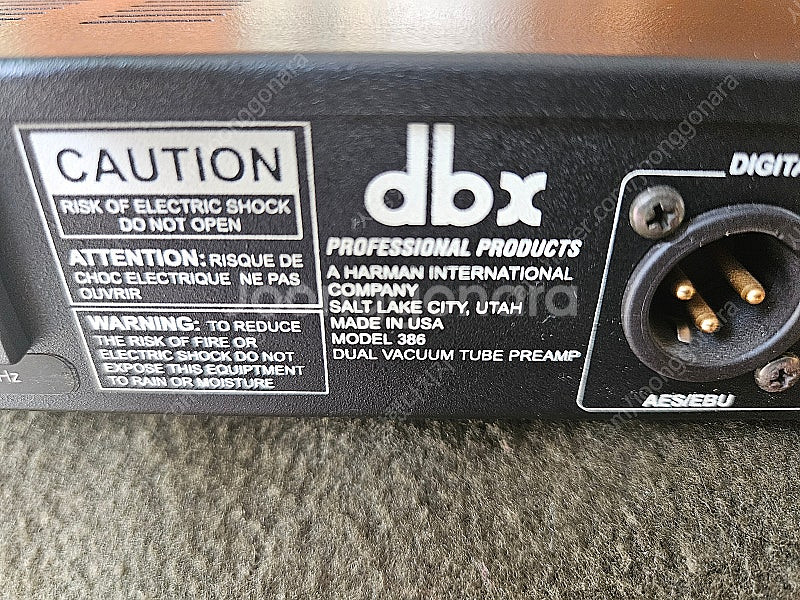 CAUTION
RISK OF ELECTRIC SHOCK
DO NOT OPEN
ATTENTION: RISQUE DE
CHOC ELECTRIQUE NE PAS
OUVRIR
WARNING: TO REDUCE
THE RISK OF FIRE OR
ELECTRIC SHOCK DO NOT
EXPOSE THIS EQUIPTMENT
TO RAIN OR MOISTURE
Hz
dbx
PROFESSIONAL PRODUCTS
A HARMAN INTERNATIONAL
COMPANY
SALT LAKE CITY, UTAH
MADE IN USA
MODEL 386
DUAL VACUUM TUBE PREAMP
DIGITA
AES/EBU
Joonggonara